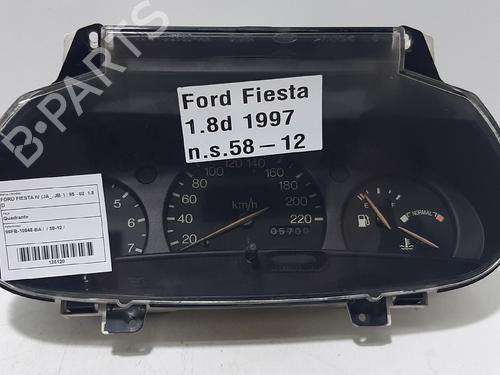 Ford Fiesta
1.8d 1997
n.s.58-12
FORD FIESTA IV (JA_, JB_) | 95 - 02 1.8
D
Quadrante
96FB-10848-BA / / 58-12 /
128120
B-PARTS
5
6
7
20
40
60
80
100
120
140
160
180
200
220
km/h
NORMAL